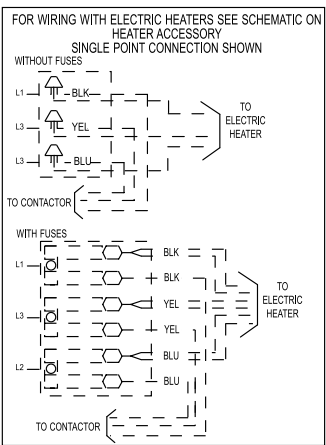 FOR WIRING WITH ELECTRIC HEATERS SEE SCHEMATIC ON
HEATER ACCESSORY
SINGLE POINT CONNECTION SHOWN
WITHOUT FUSES
L1
BLK
L3
YEL
L3
BLU
TO
ELECTRIC
HEATER
TO CONTACTOR
WITH FUSES
BLK
L1
BLK
YEL
L3
YEL
BLU
L2
BLU
TO
ELECTRIC
HEATER
TO CONTACTOR